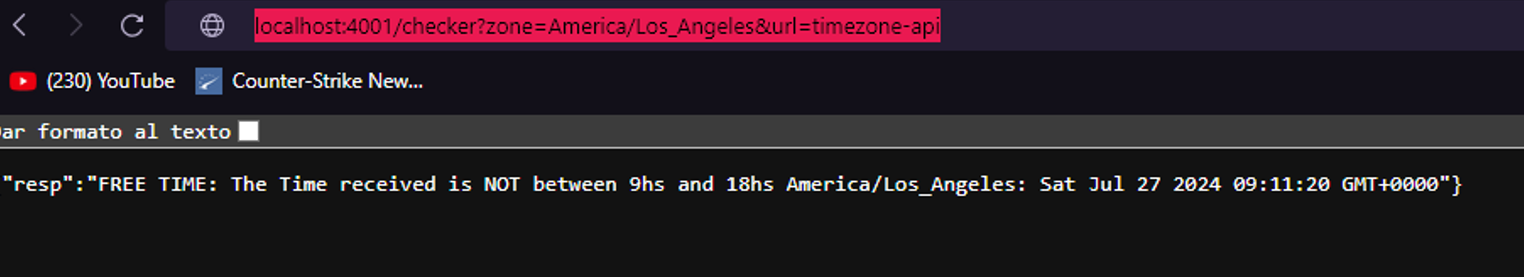 localhost:4001/checker?zone=America/Los_Angeles&url=timezone-api
(230) YouTube Counter-Strike New...
ar formato al texto
"resp":"FREE TIME: The Time received is NOT between 9hs and 18hs America/Los_Angeles: Sat Jul 27 2024 09:11:20 GMT+0000"}